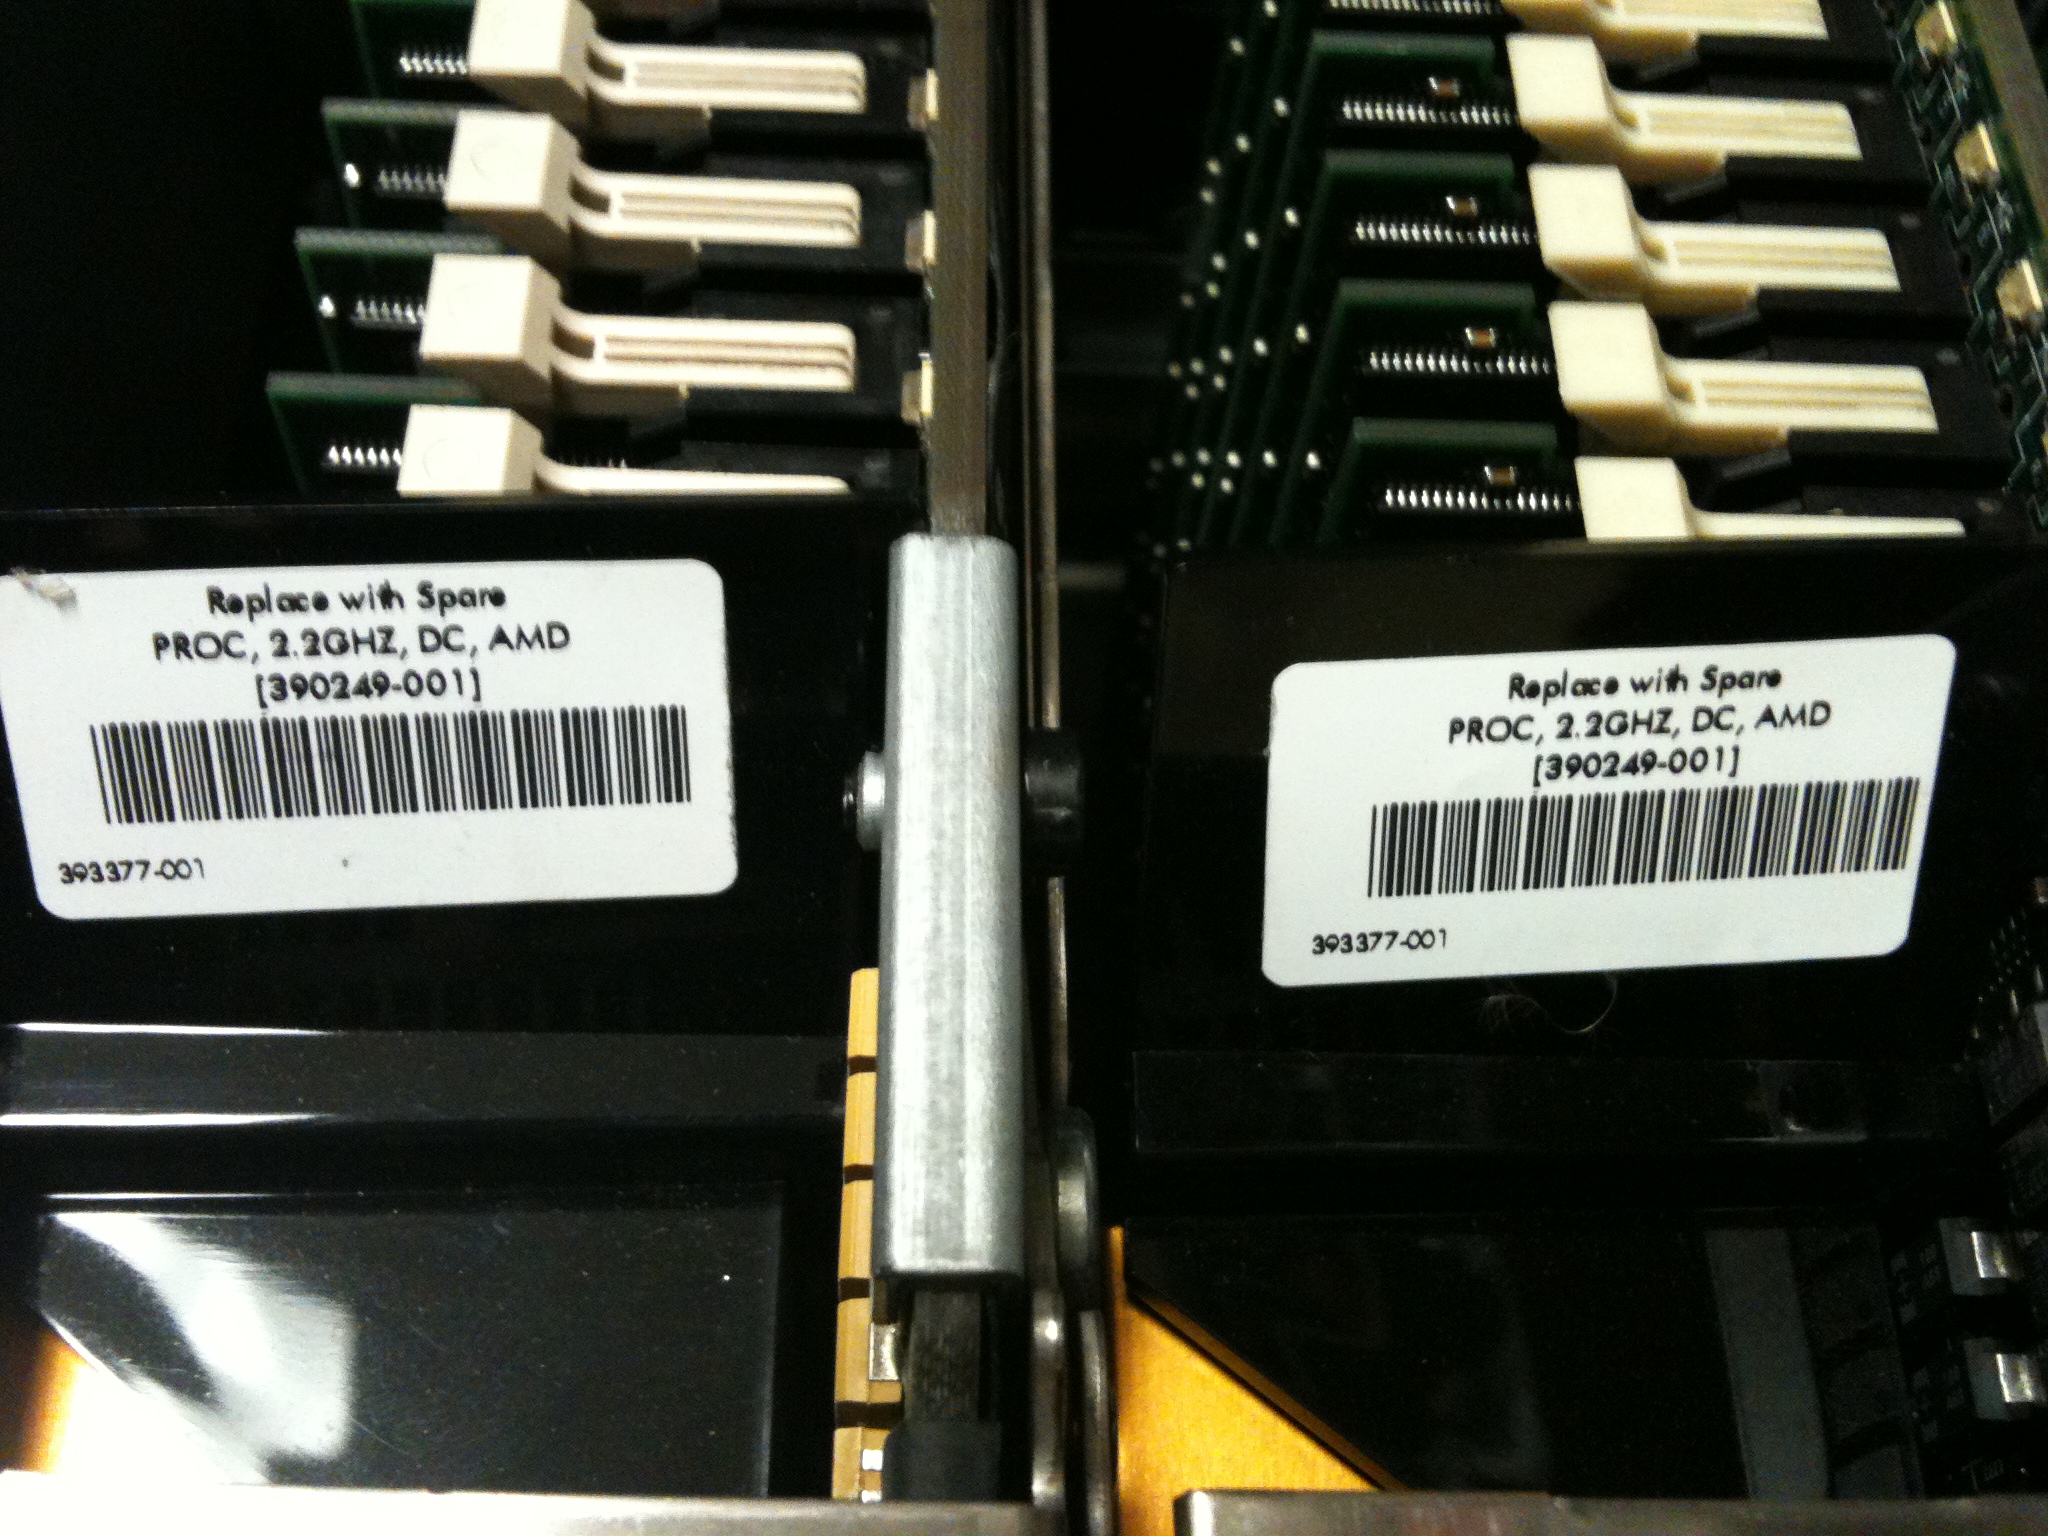 Replace with Spare
PROC, 2.2GHZ, DC, AMD
[390249-001]
393377-001
Replace with Spare
PROC, 2.2GHZ, DC, AMD
[390249-001]
393377-001